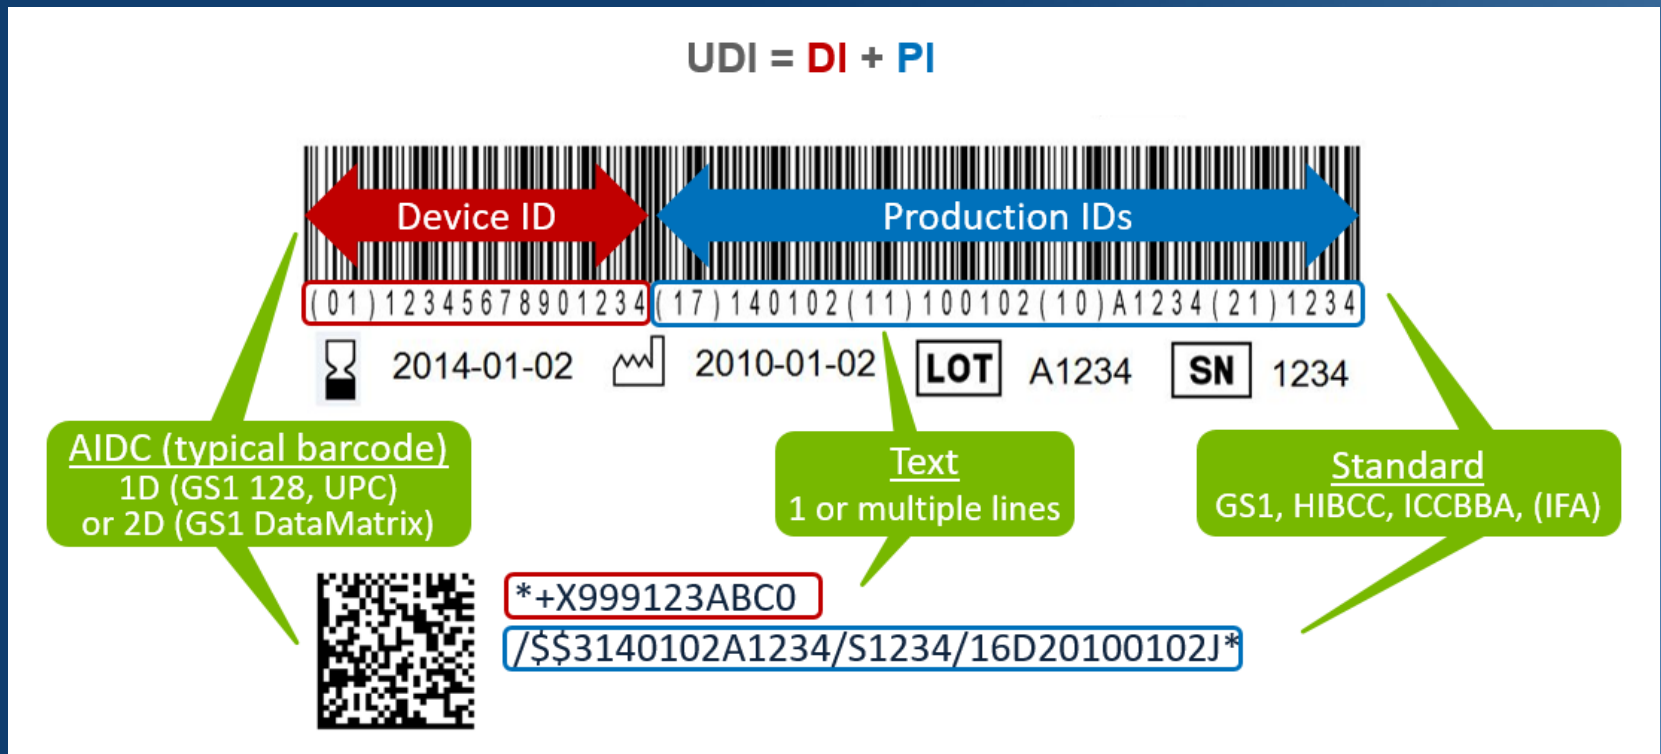 UDI = DI + PI
Device ID
Production IDs
(01)12345678901234(17)140102(11)100102(10)A1234(21)1234
2014-01-02 2010-01-02 LOT A1234 SN 1234
AIDC (typical barcode)
1D (GS1 128, UPC)
or 2D (GS1 DataMatrix)
Text
1 or multiple lines
Standard
GS1, HIBCC, ICCBBA, (IFA)
*+X999123ABC0
/$$3140102A1234/S1234/16D20100102J*